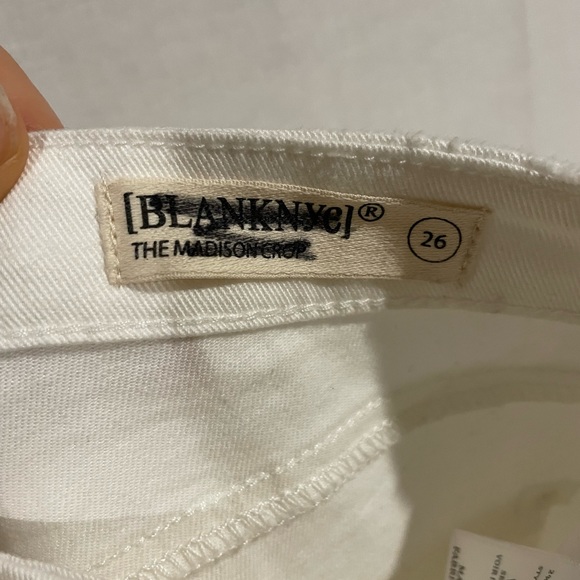 [BLANKNYC]®
THE MADISON CROP
26